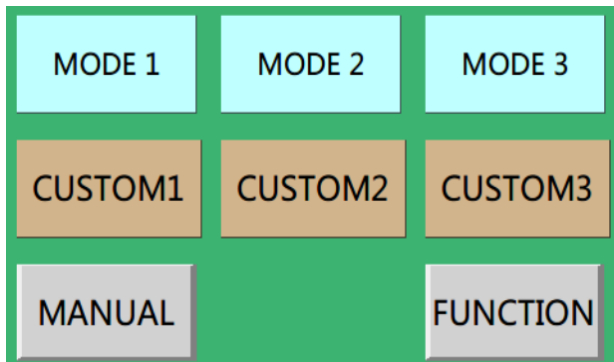 MODE 1 MODE 2 MODE 3
CUSTOM1 CUSTOM2 CUSTOM3
MANUAL FUNCTION